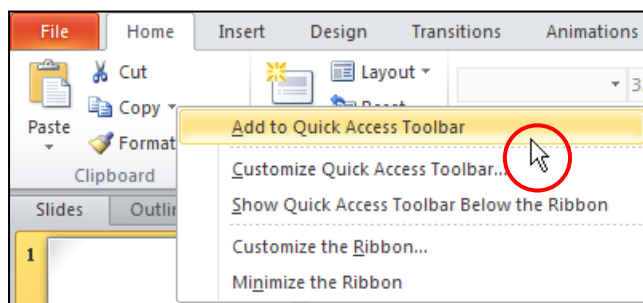 File Home Insert Design Transitions Animations
Cut Layout
Copy
Paste Format
Add to Quick Access Toolbar
Clipboard Customize Quick Access Toolbar...
Slides Show Quick Access Toolbar Below the Ribbon
1 Customize the Ribbon...
Minimize the Ribbon